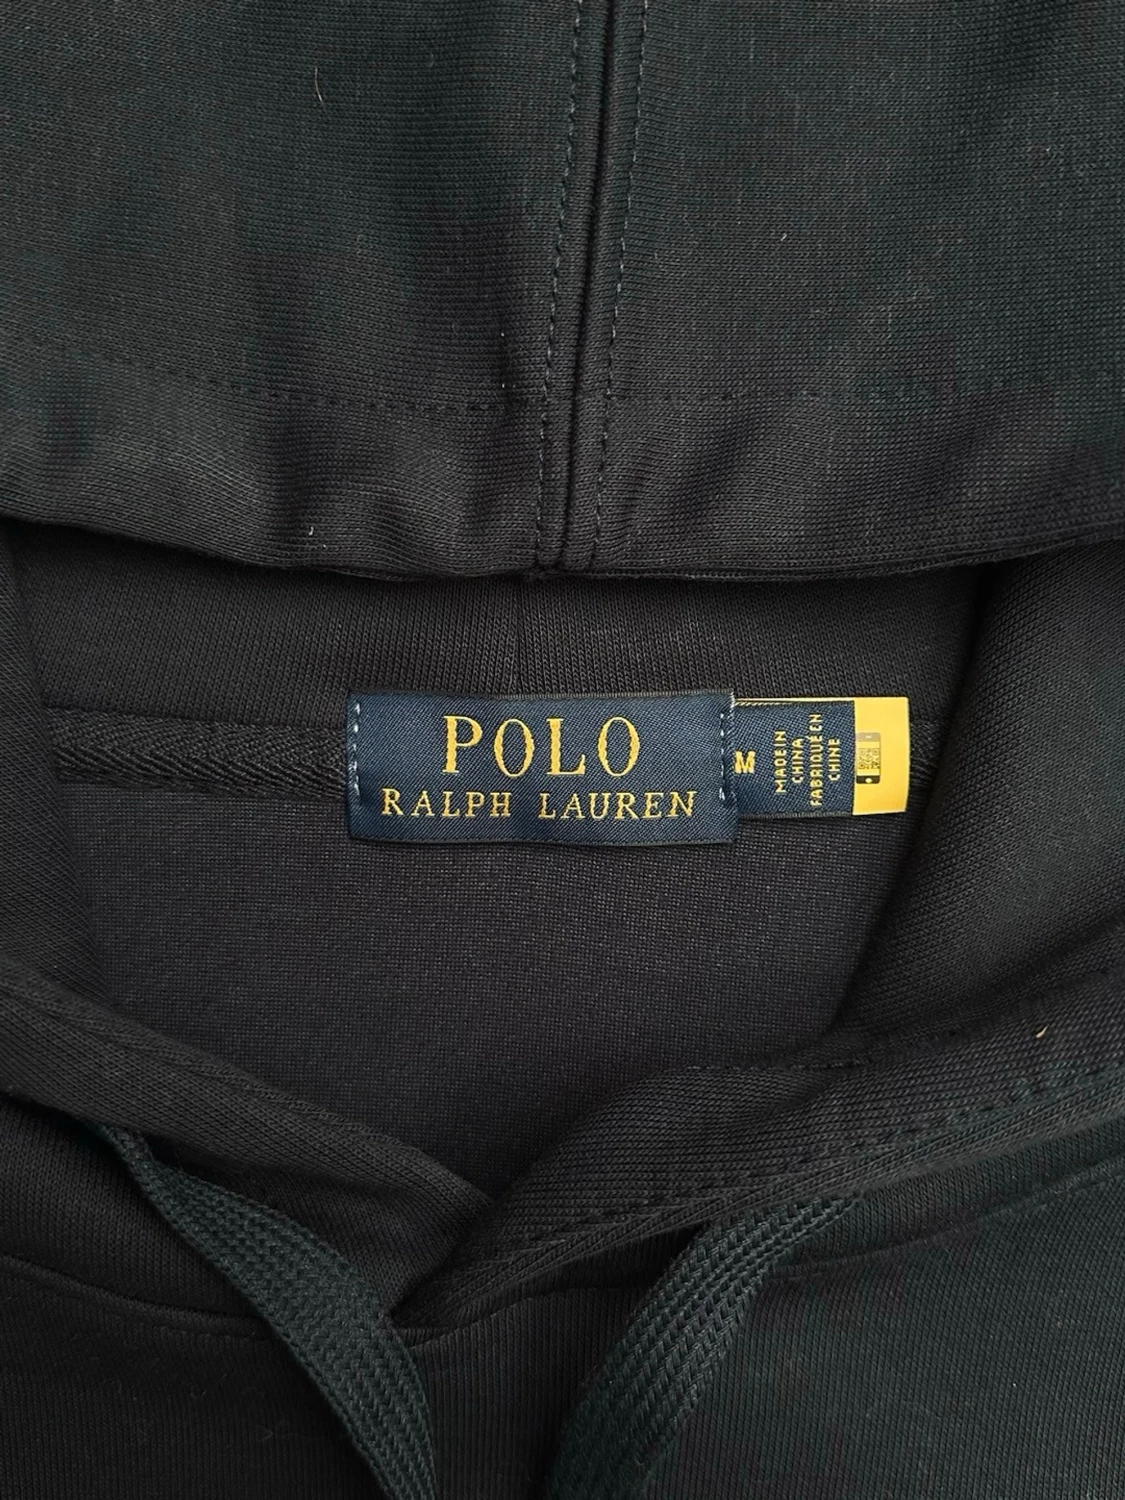 POLO
RALPH LAUREN
M
MADE IN
CHINA
FABRIQUÉ EN
CHINE